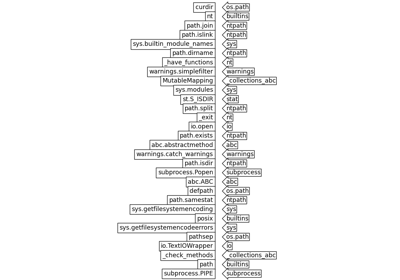 curdir os.path
nt builtins
path.join ntpath
path.islink ntpath
sys.builtin_module_names sys
path.dirname ntpath
_have_functions nt
warnings.simplefilter warnings
MutableMapping _collections_abc
sys.modules sys
st.S_ISDIR stat
path.split ntpath
_exit nt
io.open io
path.exists ntpath
abc.abstractmethod abc
warnings.catch_warnings warnings
path.isdir ntpath
subprocess.Popen subprocess
abc.ABC abc
defpath os.path
path.samestat ntpath
sys.getfilesystemencoding sys
posix builtins
sys.getfilesystemencodeerrors sys
pathsep os.path
io.TextIOWrapper io
_check_methods _collections_abc
path builtins
subprocess.PIPE subprocess